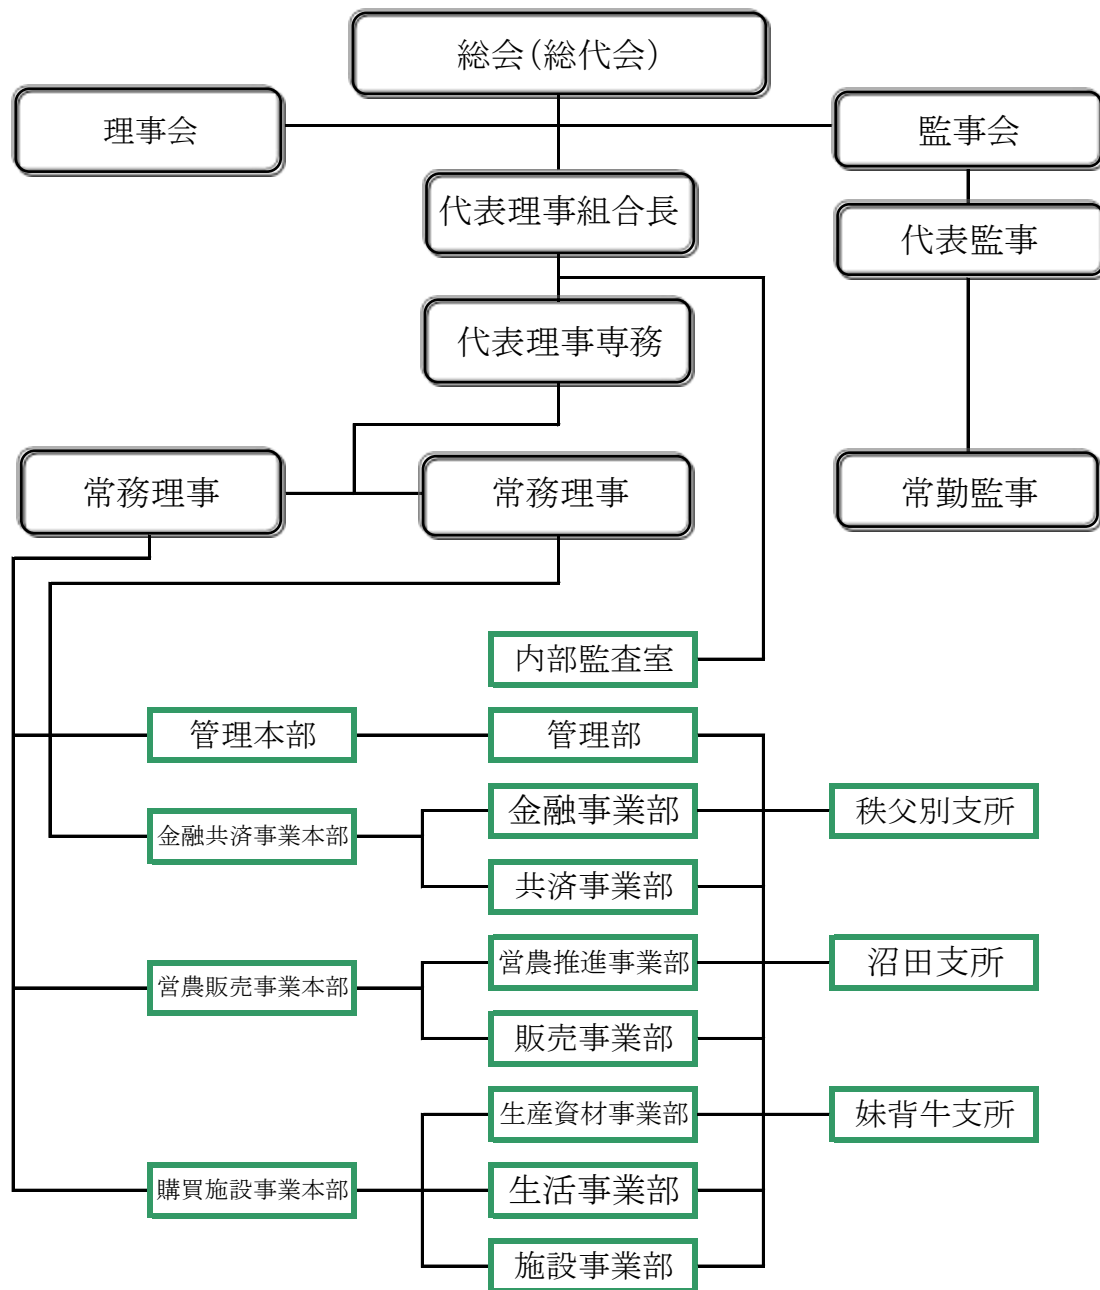 総会(総代会)
理事会
監事会
代表理事組合長
代表監事
代表理事専務
常務理事
常務理事
常勤監事
内部監査室
管理本部
管理部
金融事業部
秩父別支所
金融共済事業本部
共済事業部
営農推進事業部
沼田支所
営農販売事業本部
販売事業部
生産資材事業部
妹背牛支所
購買施設事業本部
生活事業部
施設事業部